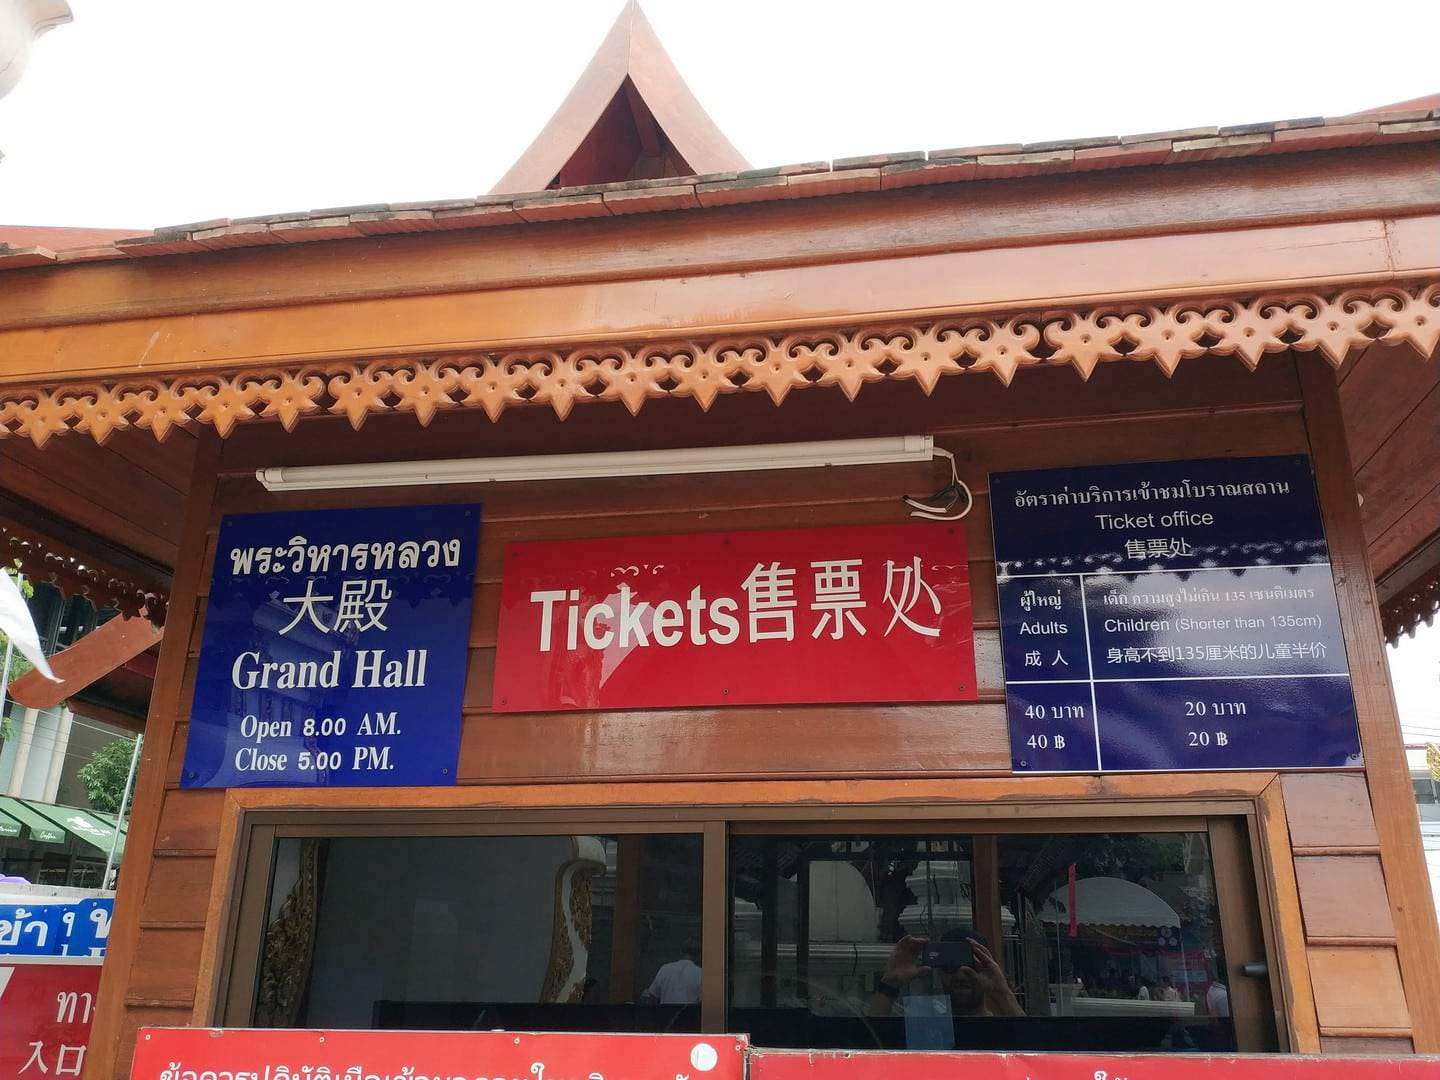 พระวิหารหลวง
大殿
Grand Hall
Open 8.00 AM.
Close 5.00 PM.
Tickets售票处
อัตราค่าบริการเข้าชมโบราณสถาน
Ticket office
售票处
ผู้ใหญ่
Adults
成人
เด็ก ความสูงไม่เกิน 135 เซนติเมตร
Children (Shorter than 135cm)
身高不到135厘米的儿童半价
40 บาท
40 ฿
20 บาท
20 ฿
入口